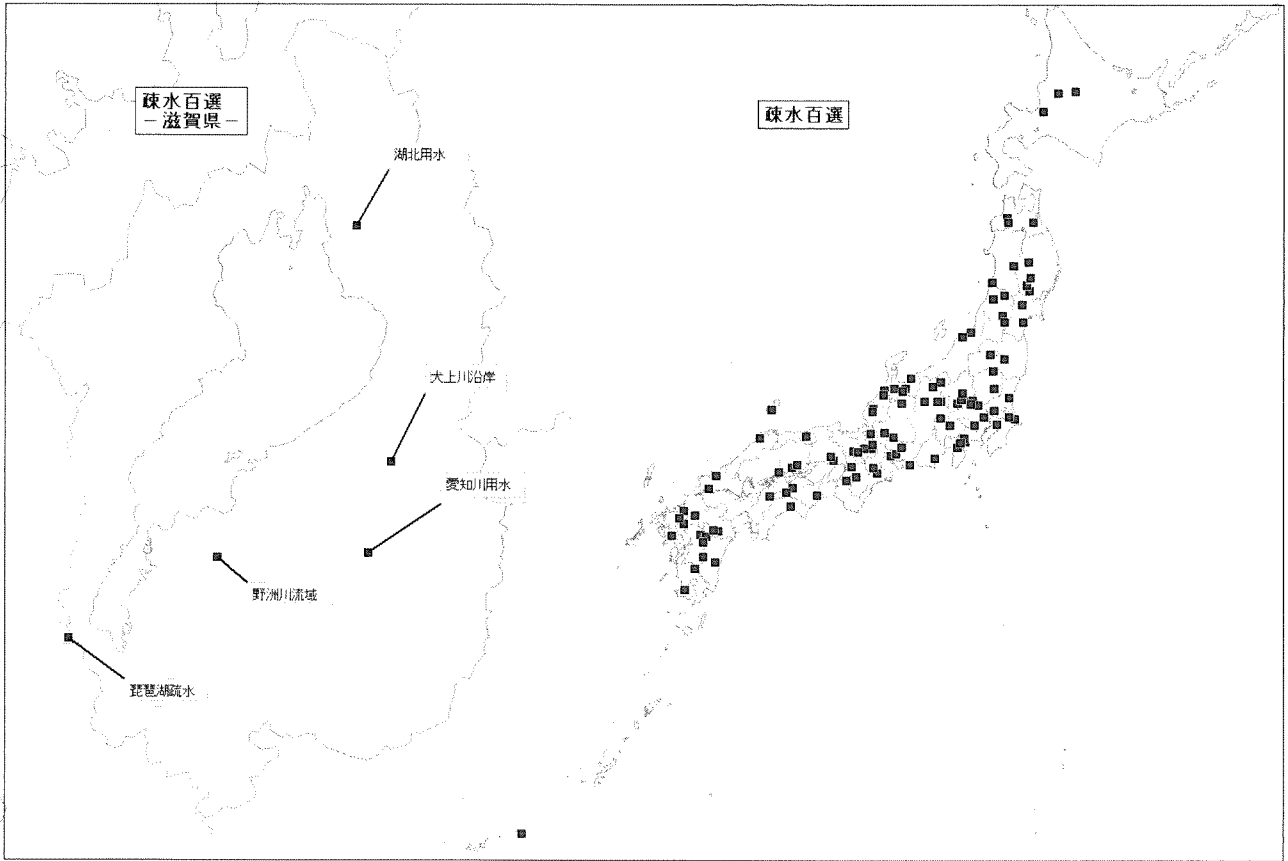 疎水百選
－滋賀県－
疎水百選
湖北用水
犬上川沿岸
愛知川用水
野洲川流域
琵琶湖疏水